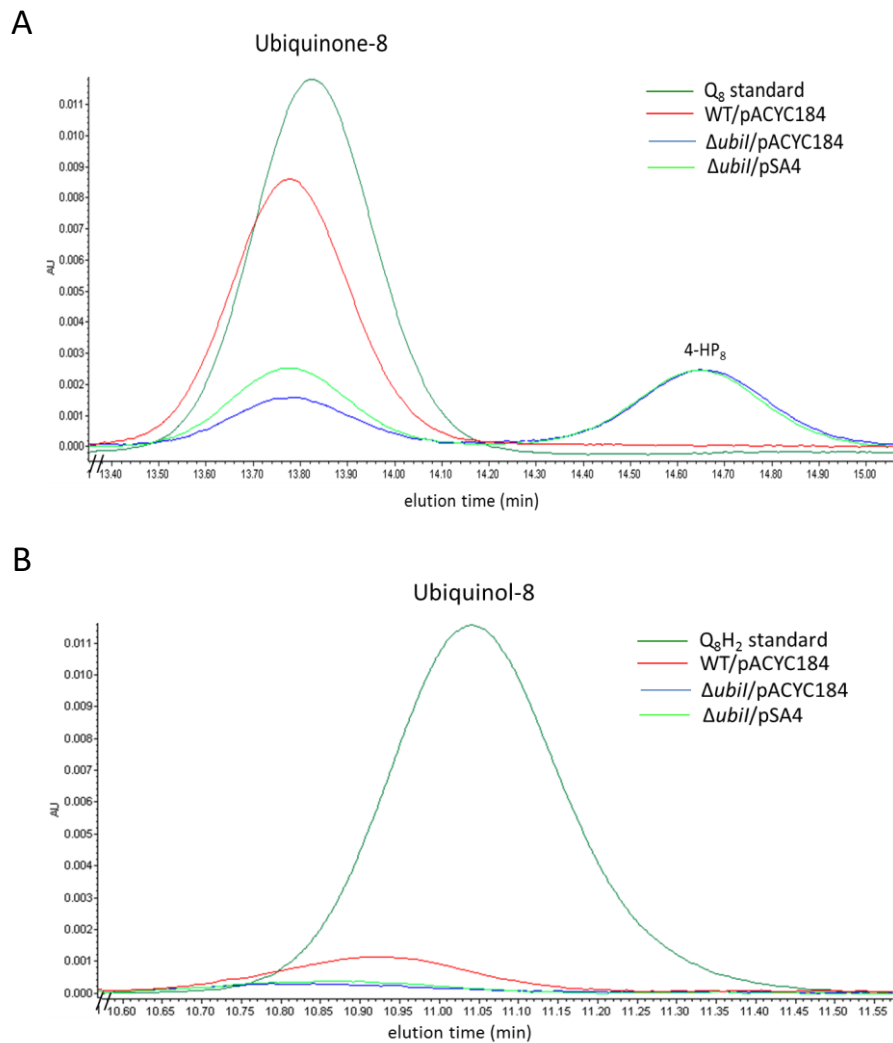 A
Ubiquinone-8
Q₈ standard
WT/pACYC184
ΔubiI/pACYC184
ΔubiI/pSA4
0.011
0.010
0.009
0.008
0.007
0.006
0.005
0.004
0.003
0.002
0.001
0.000
AU
4-HP₈
13.40 13.50 13.60 13.70 13.80 13.90 14.00 14.10 14.20 14.30 14.40 14.50 14.60 14.70 14.80 14.90 15.00
elution time (min)
B
Ubiquinol-8
Q₈H₂ standard
WT/pACYC184
ΔubiI/pACYC184
ΔubiI/pSA4
0.011
0.010
0.009
0.008
0.007
0.006
0.005
0.004
0.003
0.002
0.001
0.000
AU
10.60 10.65 10.70 10.75 10.80 10.85 10.90 10.95 11.00 11.05 11.10 11.15 11.20 11.25 11.30 11.35 11.40 11.45 11.50 11.55
elution time (min)